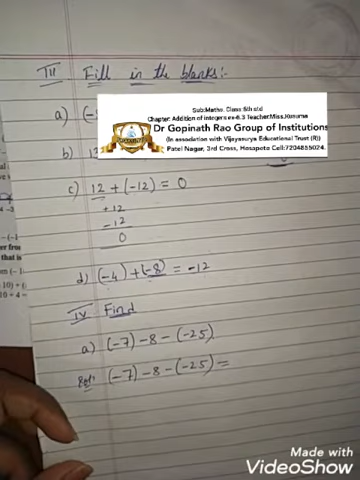 III Fill in the blanks:-
a) (-
Sub:Maths. Class:6th std
Chapter: Addition of integers ex-6.3 Teacher:Miss.Kusuma
Dr Gopinath Rao Group of Institutions
(In association with Vijayasurya Educational Trust (R))
Patel Nagar, 3rd Cross, Hosapete Cell:7204855024.
b) 13
c) 12 + (-12) = 0
+12
-12
0
d) (-4) + (-8) = -12
IV Find
a) (-7) - 8 - (-25)
Sol: (-7) - 8 - (-25) =
Made with
VideoShow